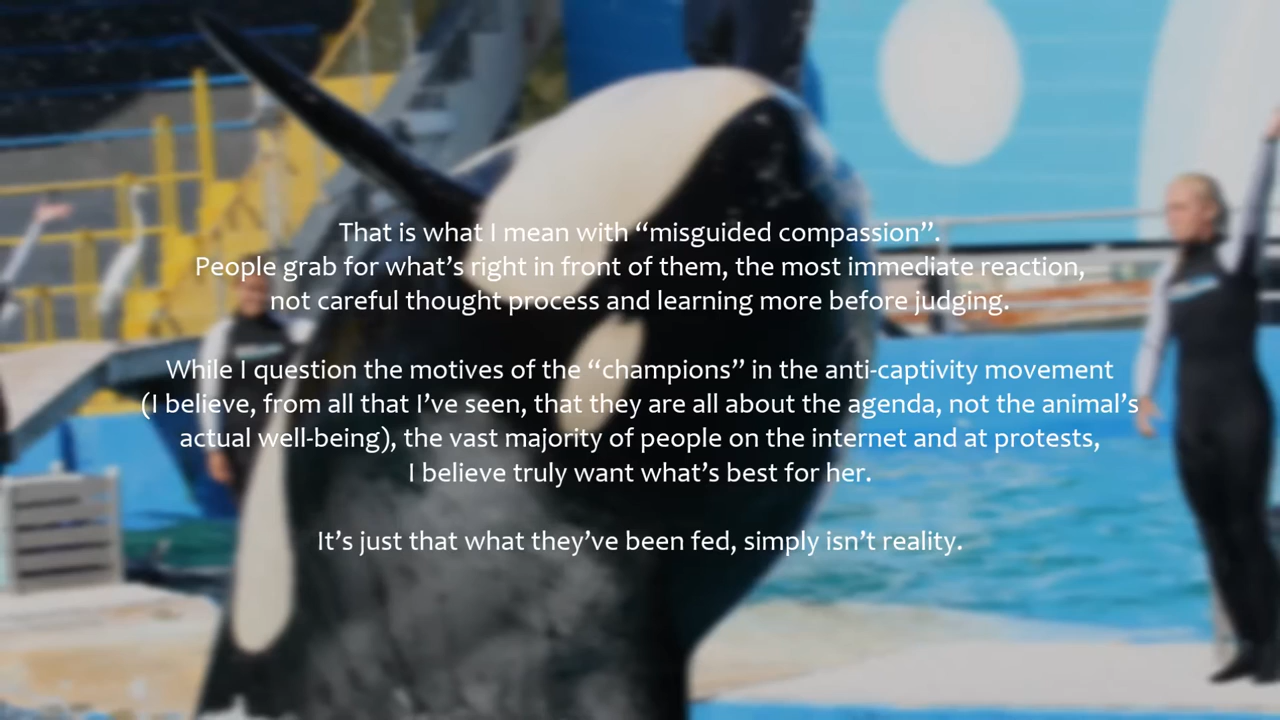 That is what I mean with “misguided compassion”.
People grab for what’s right in front of them, the most immediate reaction,
not careful thought process and learning more before judging.
While I question the motives of the “champions” in the anti-captivity movement
(I believe, from all that I’ve seen, that they are all about the agenda, not the animal’s
actual well-being), the vast majority of people on the internet and at protests,
I believe truly want what’s best for her.
It’s just that what they’ve been fed, simply isn’t reality.